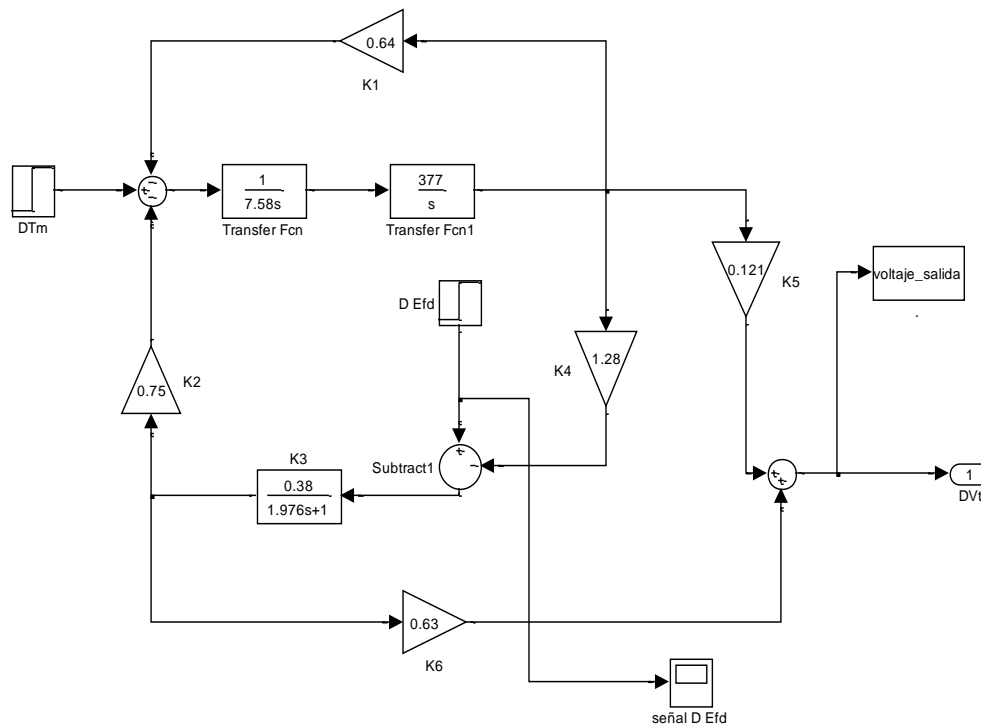 0.64
K1
DTm
1
7.58s
Transfer Fcn
377
s
Transfer Fcn1
0.121
K5
voltaje_salida
.
D Efd
K4
1.28
0.75
K2
Subtract1
K3
0.38
1.976s+1
1
DVt
0.63
K6
señal D Efd